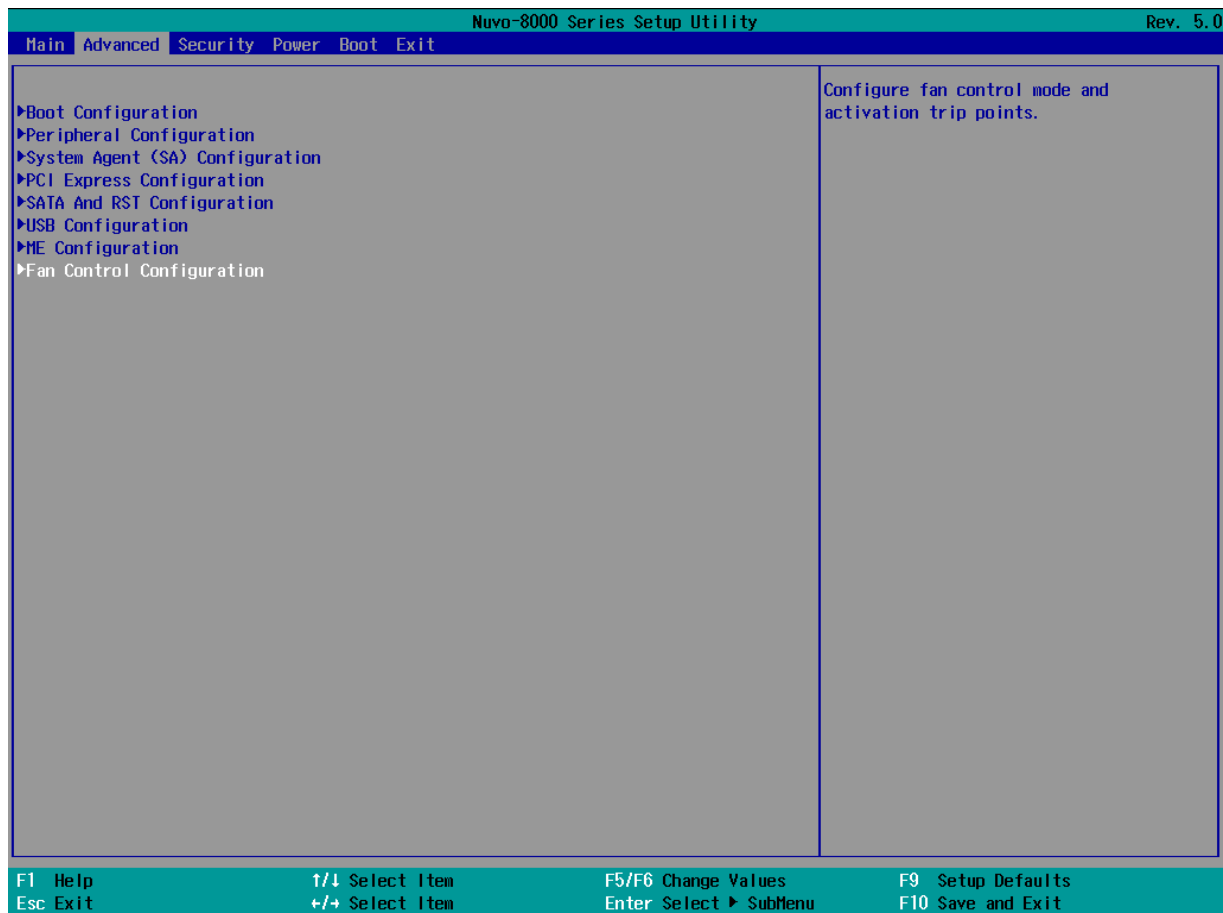 Nuvo-8000 Series Setup Utility Rev. 5.0
Main Advanced Security Power Boot Exit
▶Boot Configuration
▶Peripheral Configuration
▶System Agent (SA) Configuration
▶PCI Express Configuration
▶SATA And RST Configuration
▶USB Configuration
▶ME Configuration
▶Fan Control Configuration
Configure fan control mode and
activation trip points.
F1 Help ↑/↓ Select Item F5/F6 Change Values F9 Setup Defaults
Esc Exit ←/→ Select Item Enter Select ▶ SubMenu F10 Save and Exit